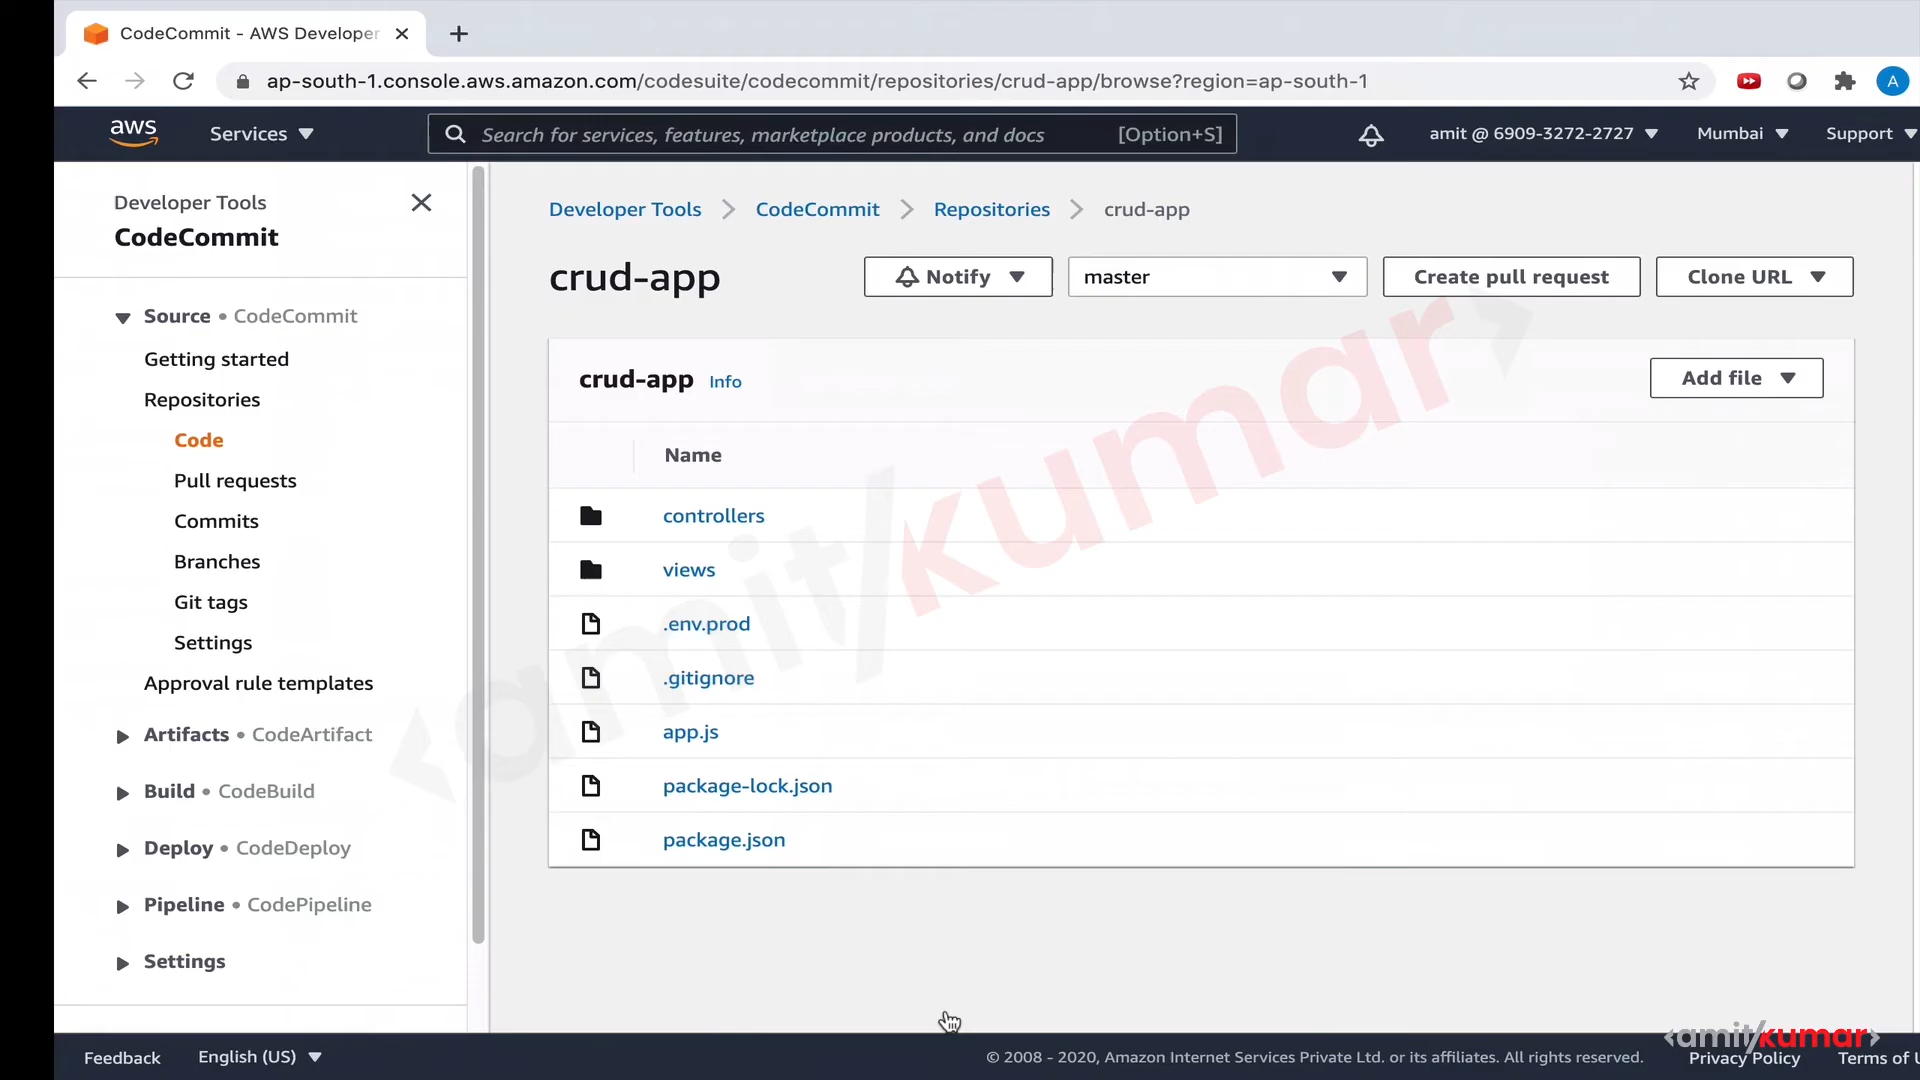 CodeCommit - AWS Developer
ap-south-1.console.aws.amazon.com/codesuite/codecommit/repositories/crud-app/browse?region=ap-south-1
A
aws
Services
Search for services, features, marketplace products, and docs [Option+S]
amit @ 6909-3272-2727
Mumbai
Support
Developer Tools
CodeCommit
Source • CodeCommit
Getting started
Repositories
Code
Pull requests
Commits
Branches
Git tags
Settings
Approval rule templates
Artifacts • CodeArtifact
Build • CodeBuild
Deploy • CodeDeploy
Pipeline • CodePipeline
Settings
Developer Tools > CodeCommit > Repositories > crud-app
crud-app
Notify
master
Create pull request
Clone URL
crud-app Info
Add file
Name
controllers
views
.env.prod
.gitignore
app.js
package-lock.json
package.json
<amit/kumar>
Feedback
English (US)
© 2008 - 2020, Amazon Internet Services Private Ltd. or its affiliates. All rights reserved.
Privacy Policy
Terms of U
<amit/kumar>